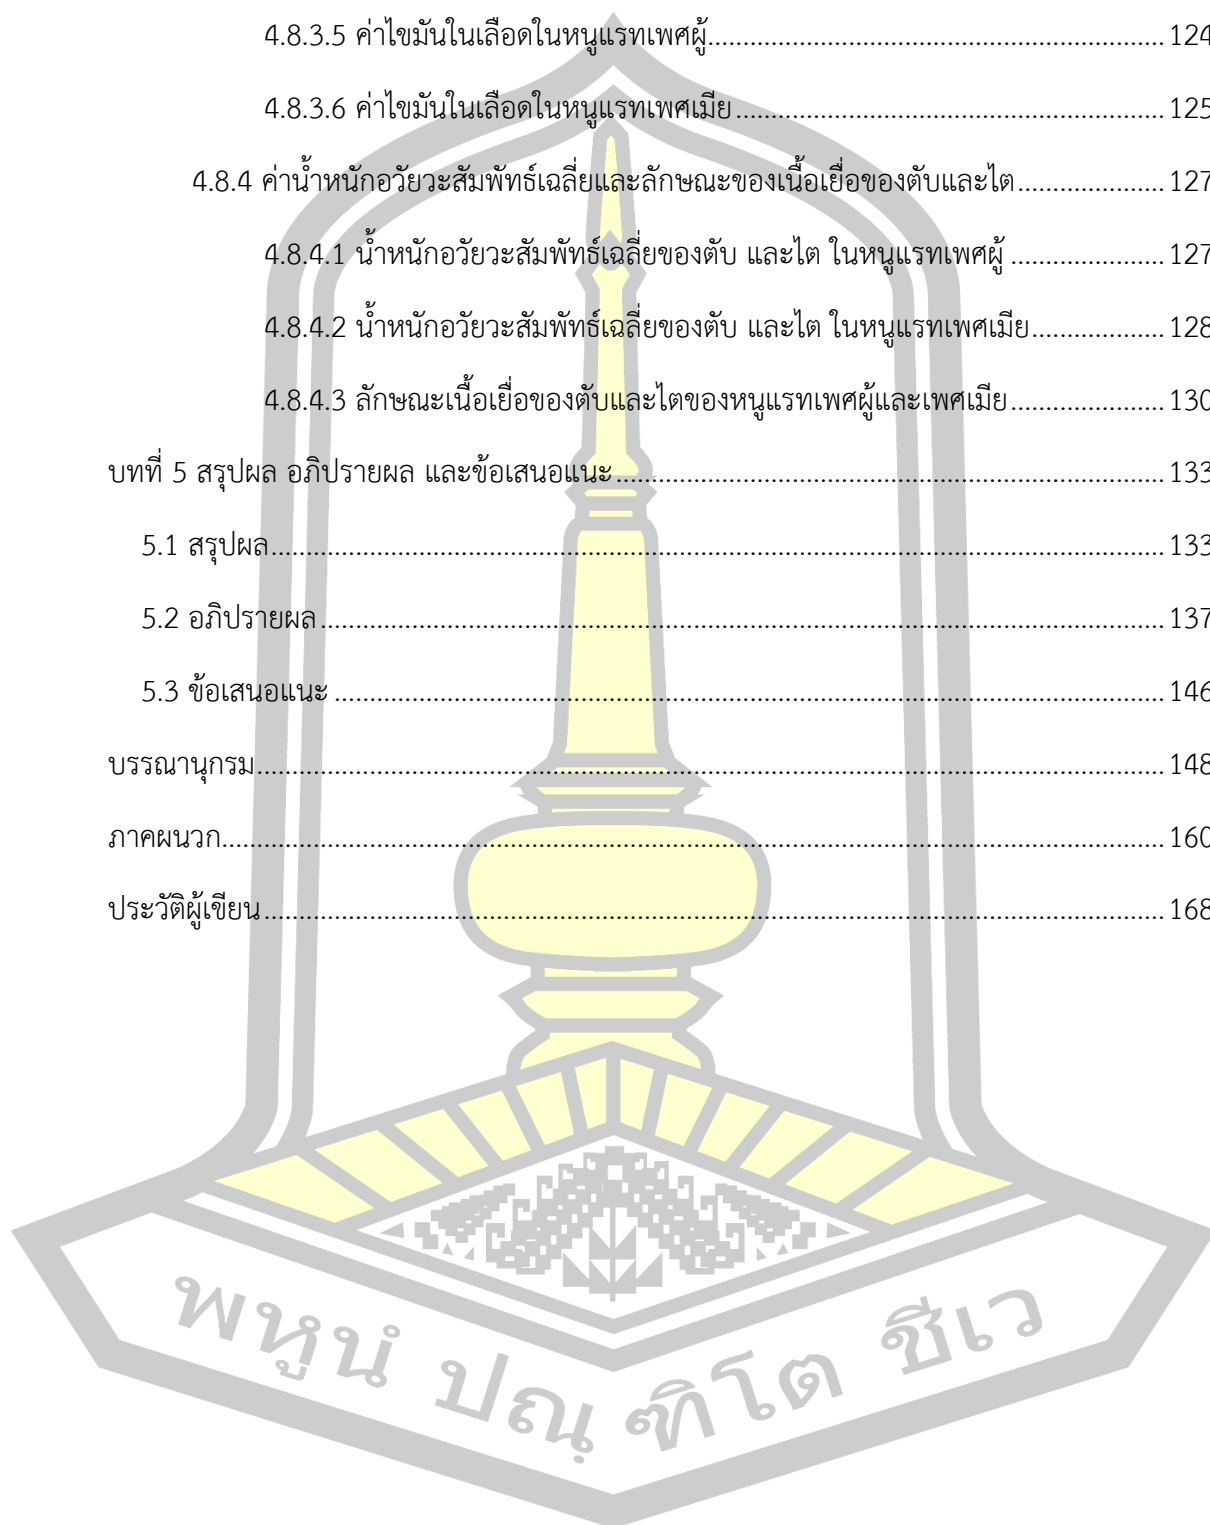 4.8.3.5 ค่าไขมันในเลือดในหนูแรทเพศผู้.......................................................... 124
4.8.3.6 ค่าไขมันในเลือดในหนูแรทเพศเมีย...................................................... 125
4.8.4 ค่าน้ำหนักอวัยวะสัมพัทธ์เฉลี่ยและลักษณะของเนื้อเยื่อของตับและไต................... 127
4.8.4.1 น้ำหนักอวัยวะสัมพัทธ์เฉลี่ยของตับ และไต ในหนูแรทเพศผู้.................... 127
4.8.4.2 น้ำหนักอวัยวะสัมพัทธ์เฉลี่ยของตับ และไต ในหนูแรทเพศเมีย................. 128
4.8.4.3 ลักษณะเนื้อเยื่อของตับและไตของหนูแรทเพศผู้และเพศเมีย.................... 130
บทที่ 5 สรุปผล อภิปรายผล และข้อเสนอแนะ...................................................................... 133
5.1 สรุปผล................................................................................................................. 133
5.2 อภิปรายผล........................................................................................................... 137
5.3 ข้อเสนอแนะ......................................................................................................... 146
บรรณานุกรม.................................................................................................................. 148
ภาคผนวก...................................................................................................................... 160
ประวัติผู้เขียน................................................................................................................. 168
พหูนํ ปณฺฑิโต ชีเว